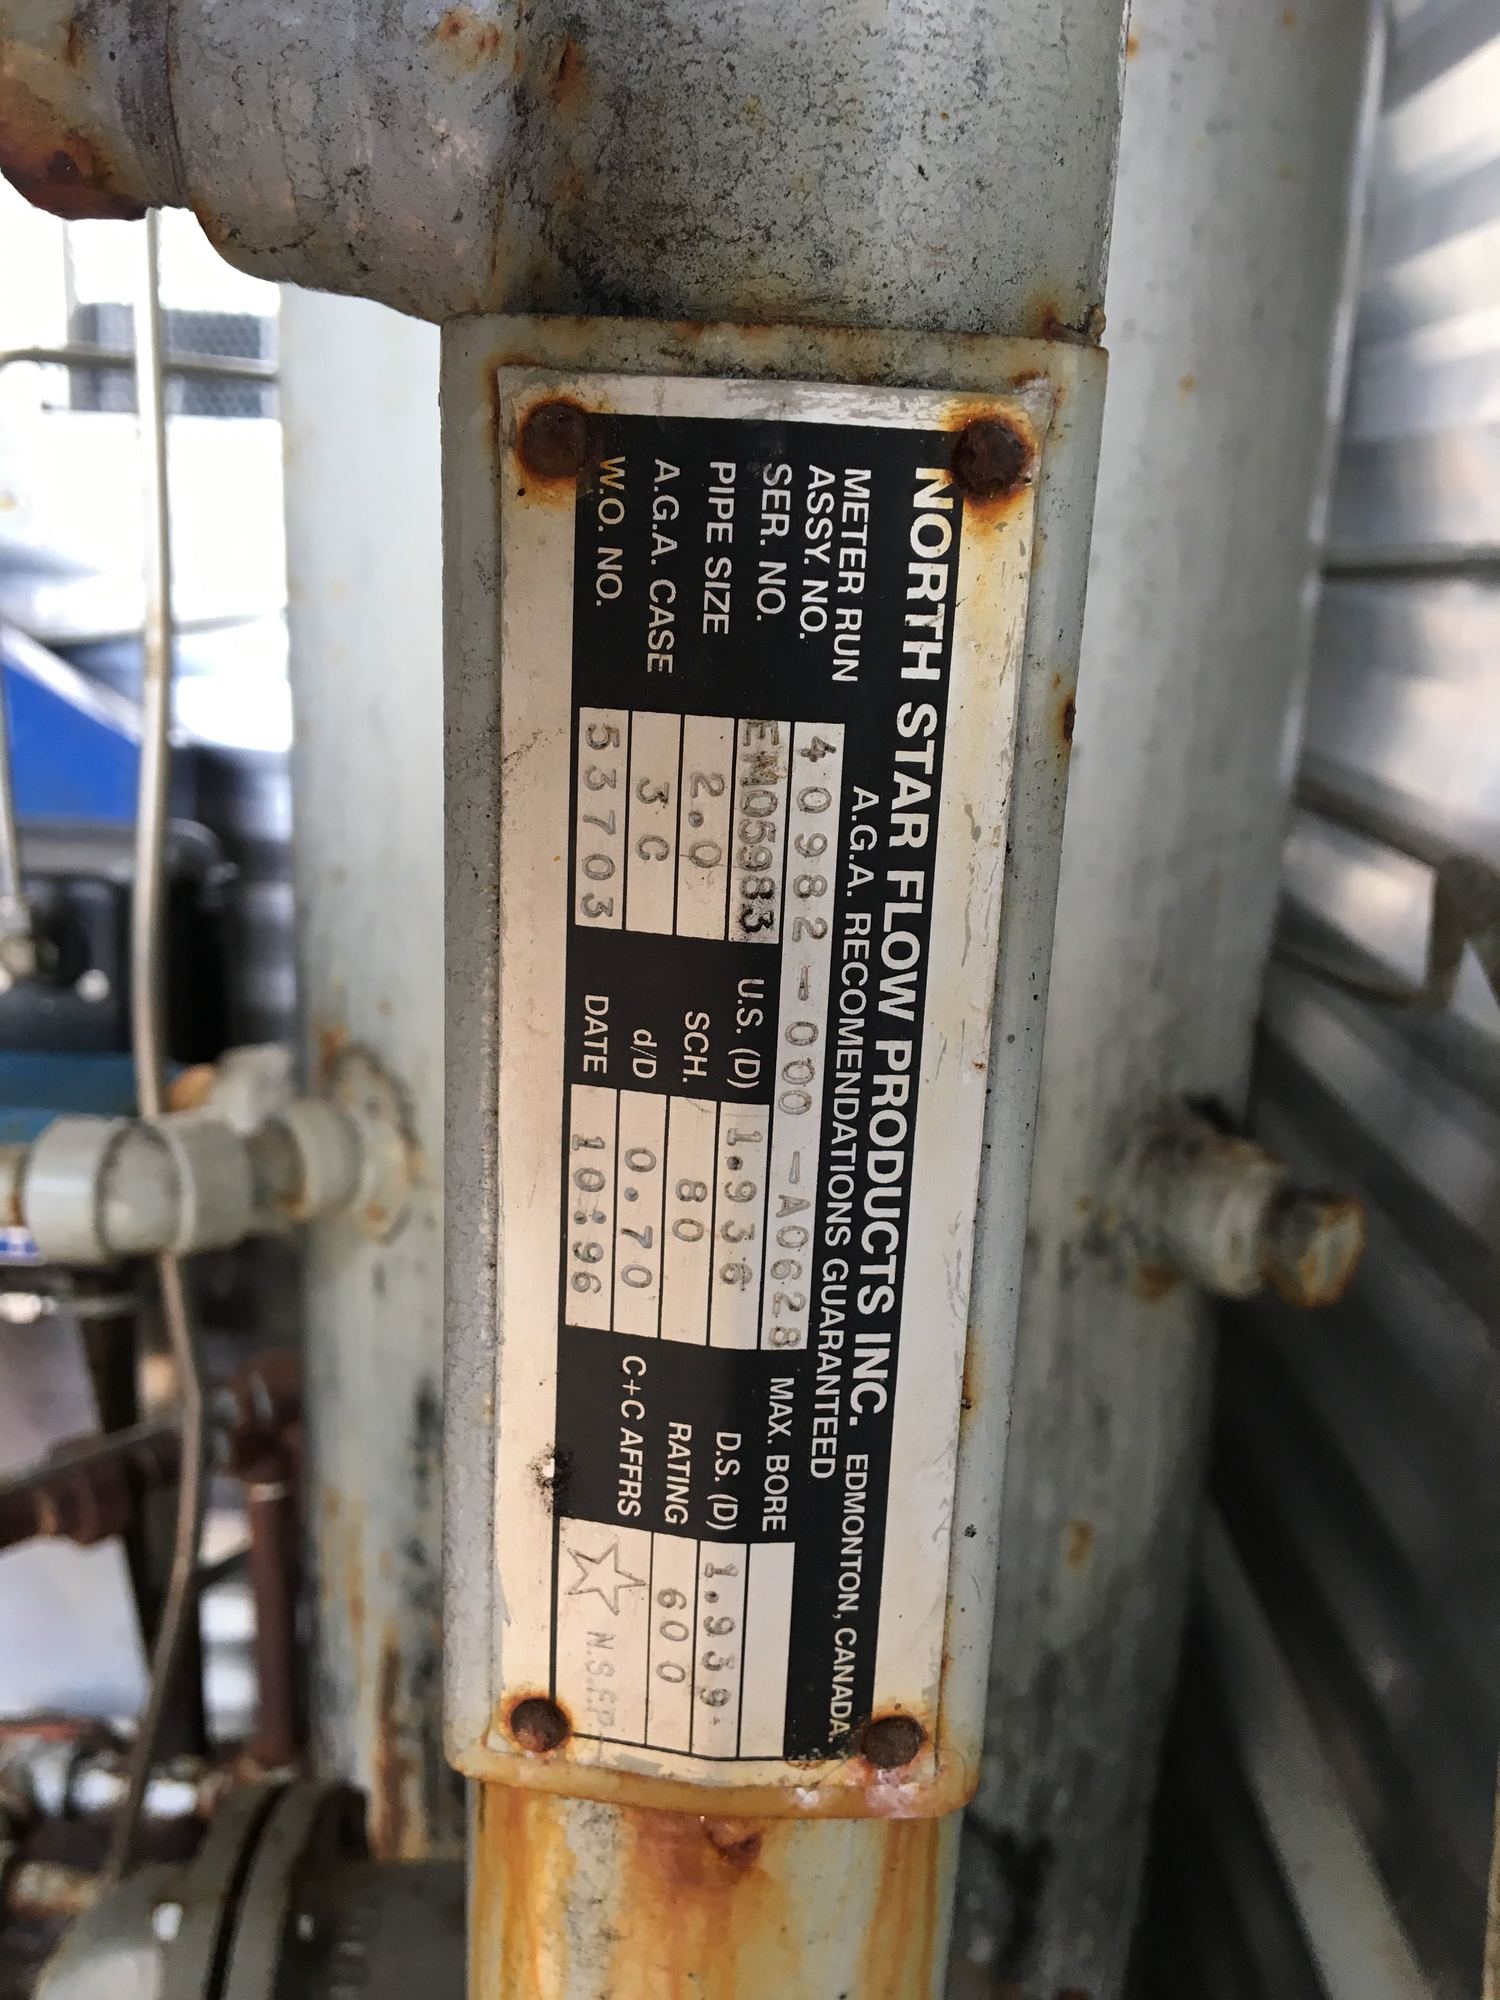 NORTH STAR FLOW PRODUCTS INC. EDMONTON, CANADA
METER RUN A.G.A. RECOMENDATIONS GUARANTEED
ASSY. NO. 40982-000-A0628 MAX. BORE
SER. NO. EM05983 U.S. (D) 1.936 D.S. (D) 1.939
PIPE SIZE 2.0 SCH. 80 RATING 600
A.G.A. CASE 3C d/D 0.70 C+C AFFRS N.S.F.P.
W.O. NO. 53703 DATE 10:96